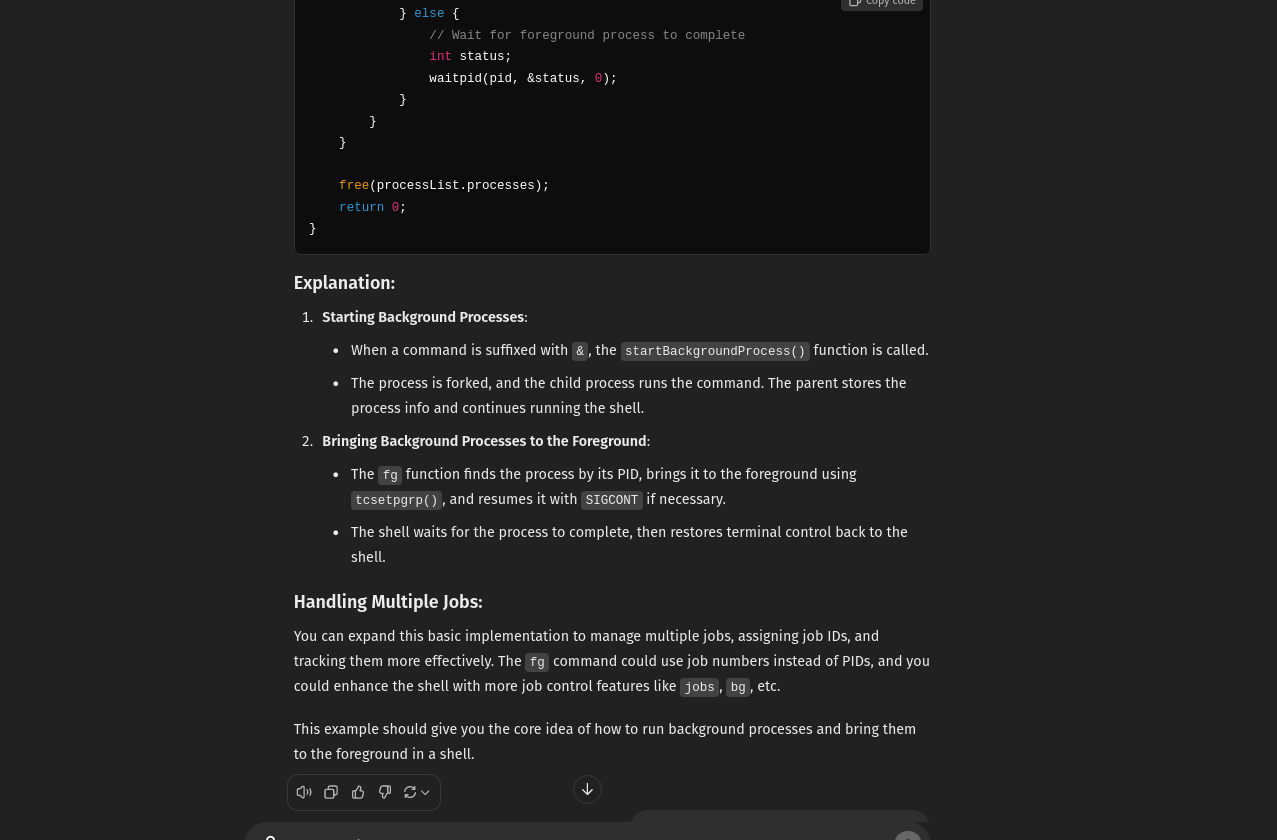 Copy code
} else {
// Wait for foreground process to complete
int status;
waitpid(pid, &status, 0);
}
}
}
free(processList.processes);
return 0;
}
Explanation:
1. Starting Background Processes:
• When a command is suffixed with &, the startBackgroundProcess() function is called.
• The process is forked, and the child process runs the command. The parent stores the
process info and continues running the shell.
2. Bringing Background Processes to the Foreground:
• The fg function finds the process by its PID, brings it to the foreground using
tcsetpgrp(), and resumes it with SIGCONT if necessary.
• The shell waits for the process to complete, then restores terminal control back to the
shell.
Handling Multiple Jobs:
You can expand this basic implementation to manage multiple jobs, assigning job IDs, and
tracking them more effectively. The fg command could use job numbers instead of PIDs, and you
could enhance the shell with more job control features like jobs, bg, etc.
This example should give you the core idea of how to run background processes and bring them
to the foreground in a shell.